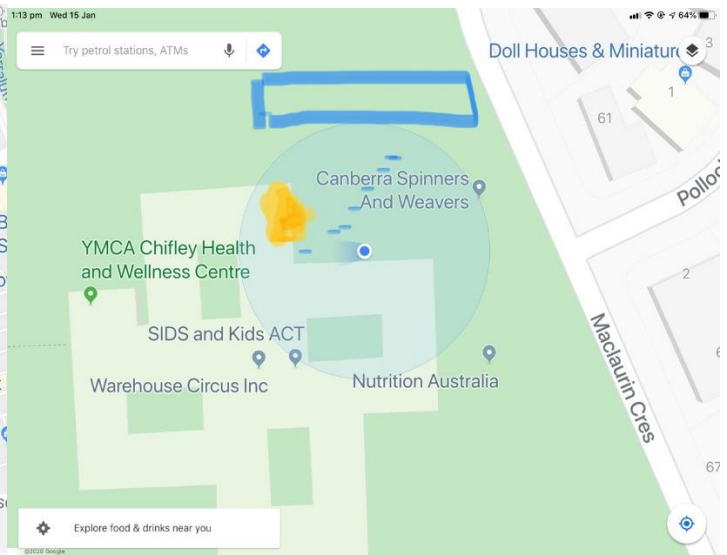 1:13 pm Wed 15 Jan
64%
Try petrol stations, ATMs
Doll Houses & Miniatur
3
1
61
Canberra Spinners
And Weavers
Polloc
YMCA Chifley Health
and Wellness Centre
2
SIDS and Kids ACT
Maclaurin Cres
Warehouse Circus Inc
Nutrition Australia
67
Explore food & drinks near you
©2020 Google